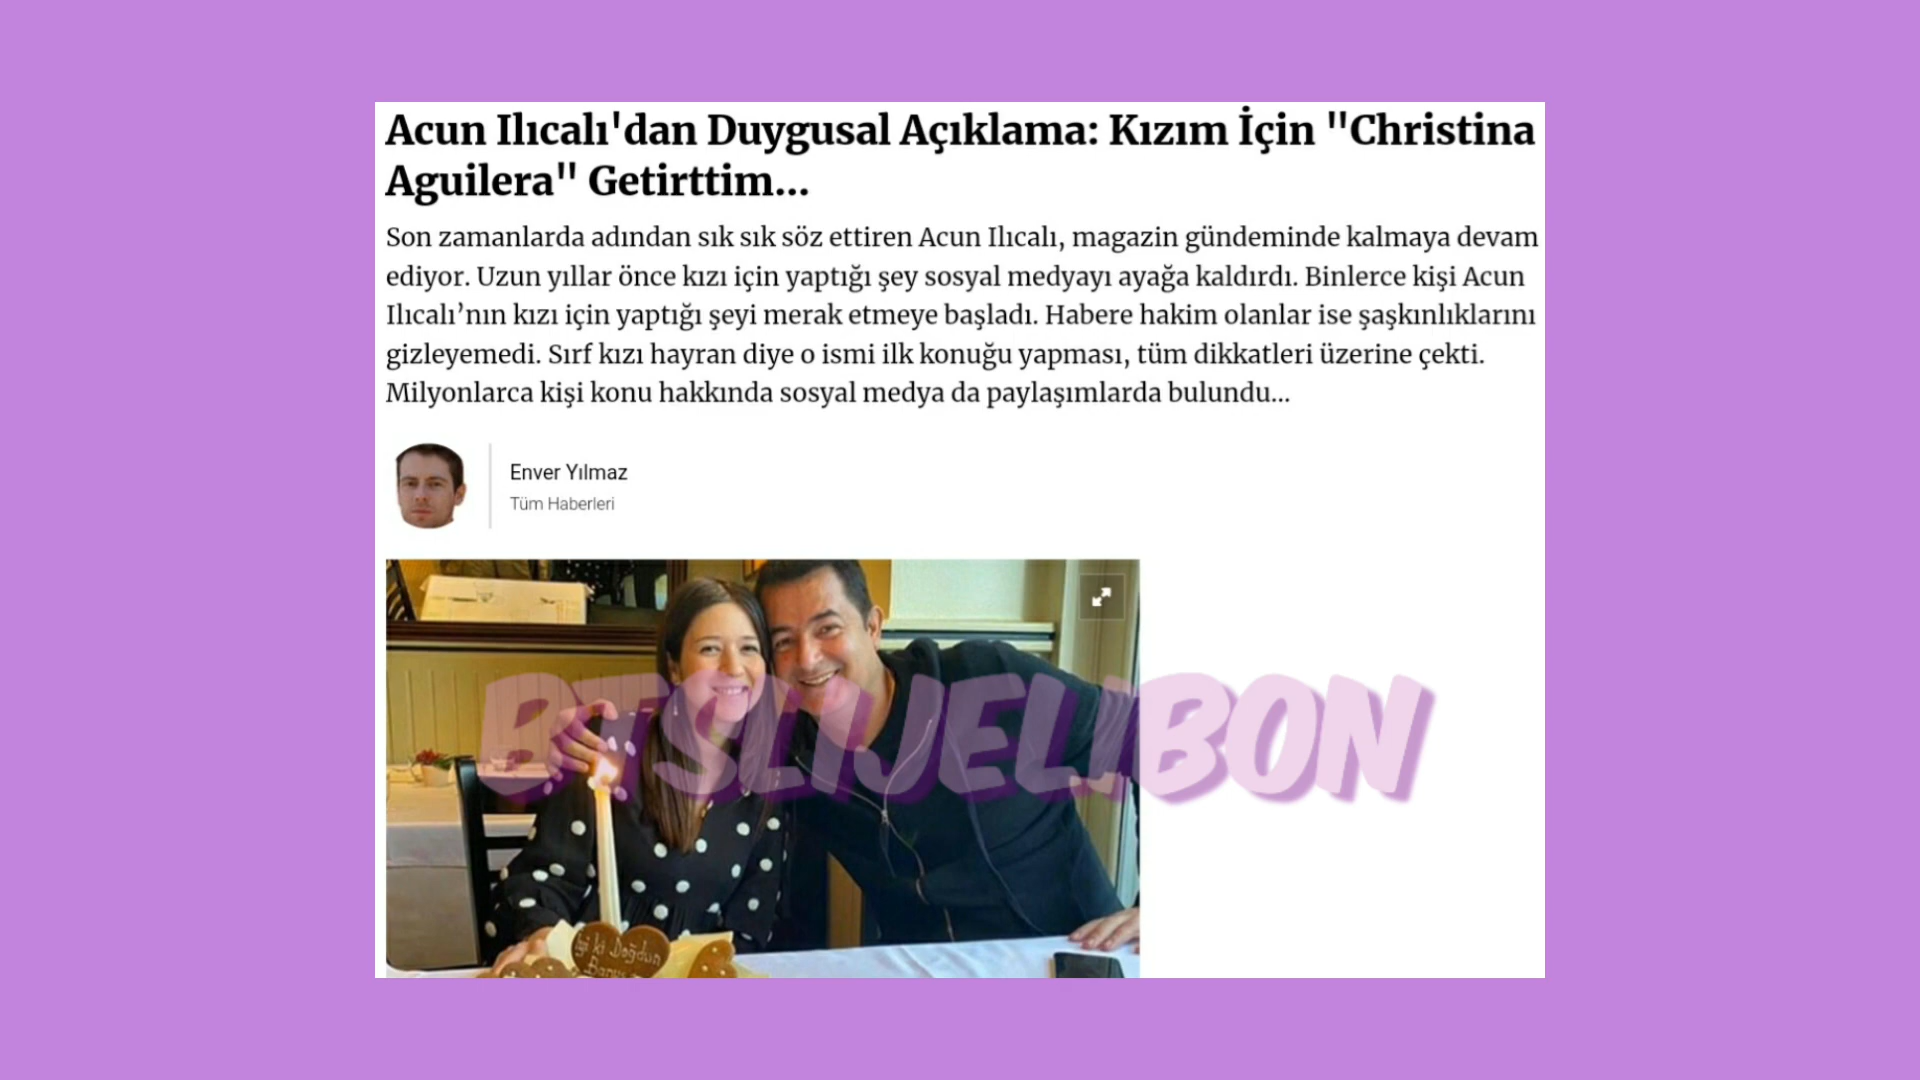 Acun Ilıcalı'dan Duygusal Açıklama: Kızım İçin "Christina
Aguilera" Getirttim...
Son zamanlarda adından sık sık söz ettiren Acun Ilıcalı, magazin gündeminde kalmaya devam
ediyor. Uzun yıllar önce kızı için yaptığı şey sosyal medyayı ayağa kaldırdı. Binlerce kişi Acun
Ilıcalı’nın kızı için yaptığı şeyi merak etmeye başladı. Habere hakim olanlar ise şaşkınlıklarını
gizleyemedi. Sırf kızı hayran diye o ismi ilk konuğu yapması, tüm dikkatleri üzerine çekti.
Milyonlarca kişi konu hakkında sosyal medya da paylaşımlarda bulundu...
Enver Yılmaz
Tüm Haberleri
BTSLIJELIBON
İyi ki Doğdun